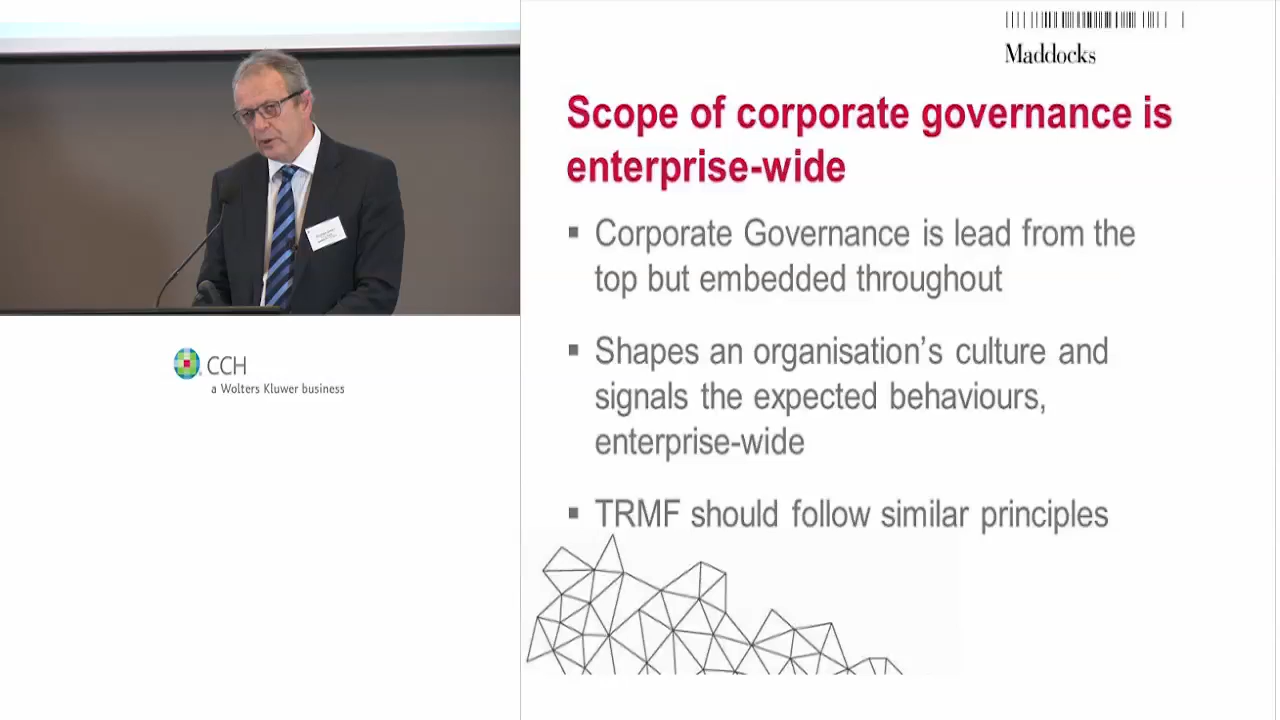 Maddocks
Scope of corporate governance is
enterprise-wide
▪ Corporate Governance is lead from the
top but embedded throughout
▪ Shapes an organisation’s culture and
signals the expected behaviours,
enterprise-wide
▪ TRMF should follow similar principles
CCH
a Wolters Kluwer business